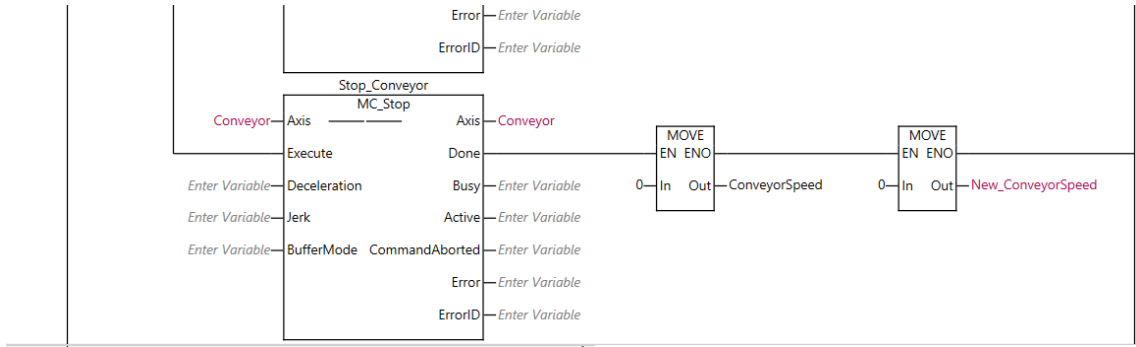 Error Enter Variable
ErrorID Enter Variable
Stop_Conveyor
MC_Stop
Conveyor Axis Axis Conveyor
MOVE MOVE
Execute Done EN ENO EN ENO
Enter Variable Deceleration Busy Enter Variable 0 In Out ConveyorSpeed 0 In Out New_ConveyorSpeed
Enter Variable Jerk Active Enter Variable
Enter Variable BufferMode CommandAborted Enter Variable
Error Enter Variable
ErrorID Enter Variable